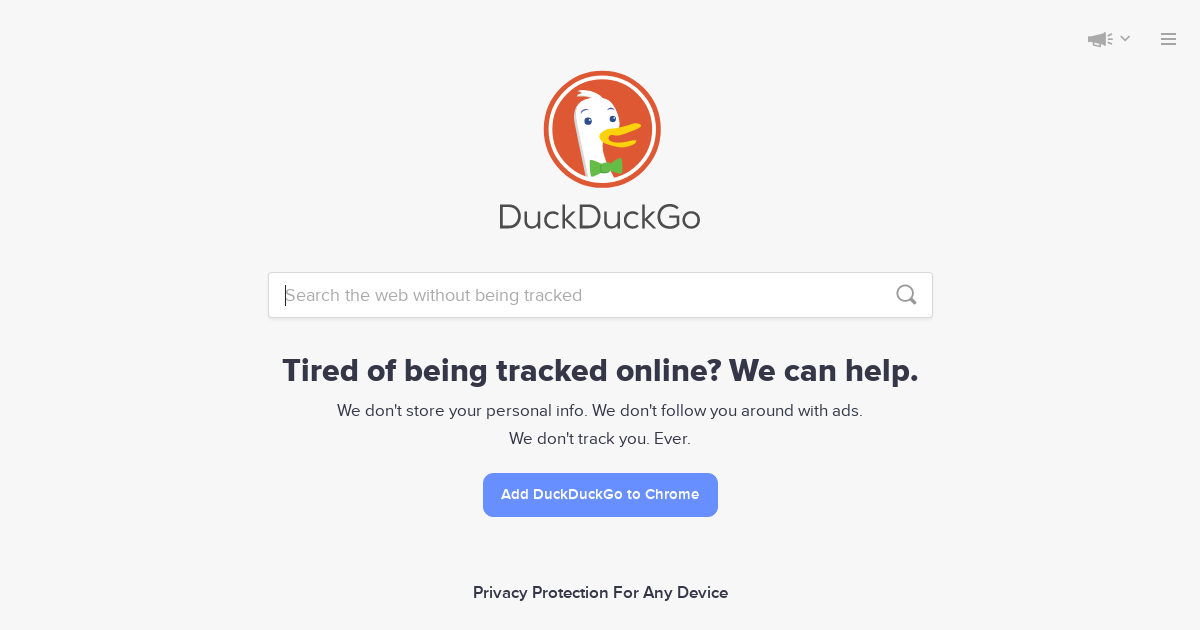 DuckDuckGo
Search the web without being tracked
Tired of being tracked online? We can help.
We don't store your personal info. We don't follow you around with ads.
We don't track you. Ever.
Add DuckDuckGo to Chrome
Privacy Protection For Any Device